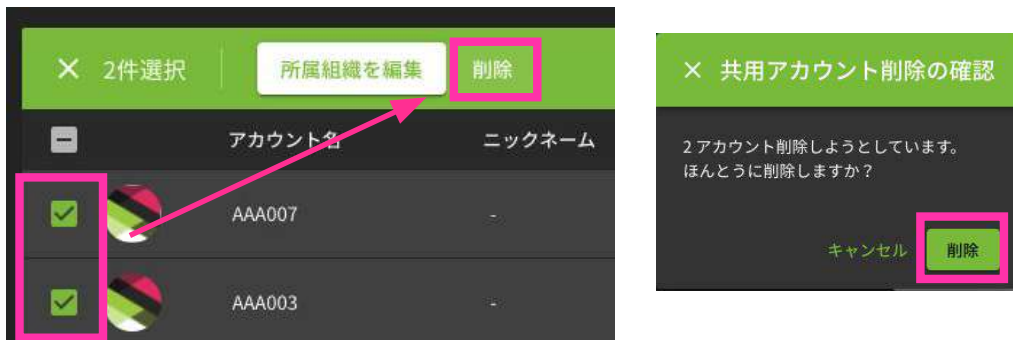 2件選択 所属組織を編集 削除
アカウント名 ニックネーム
AAA007 -
AAA003 -
共用アカウント削除の確認
2 アカウント削除しようとしています。
ほんとうに削除しますか？
キャンセル 削除